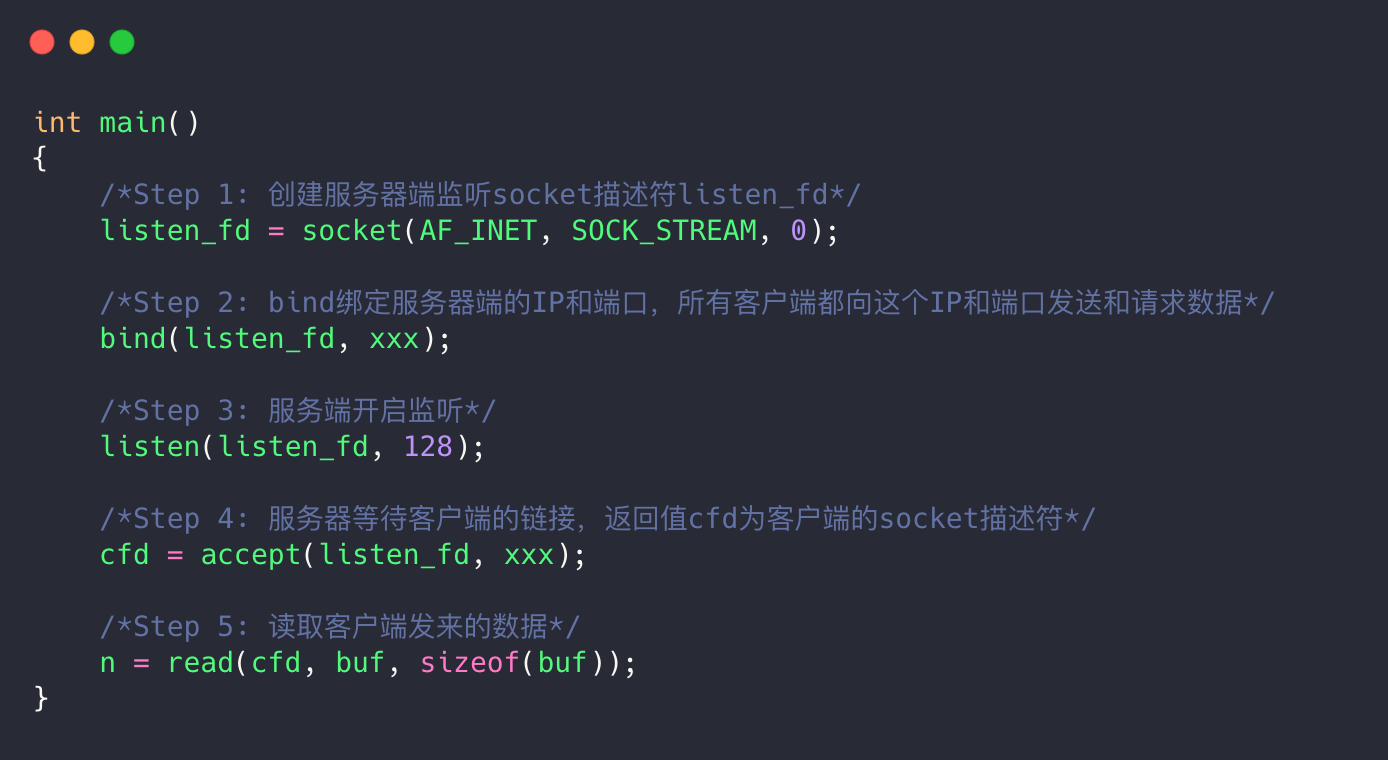 int main()
{
    /*Step 1: 创建服务器端监听socket描述符listen_fd*/
    listen_fd = socket(AF_INET, SOCK_STREAM, 0);
    /*Step 2: bind绑定服务器端的IP和端口，所有客户端都向这个IP和端口发送和请求数据*/
    bind(listen_fd, xxx);
    /*Step 3: 服务端开启监听*/
    listen(listen_fd, 128);
    /*Step 4: 服务器等待客户端的链接，返回值cfd为客户端的socket描述符*/
    cfd = accept(listen_fd, xxx);
    /*Step 5: 读取客户端发来的数据*/
    n = read(cfd, buf, sizeof(buf));
}